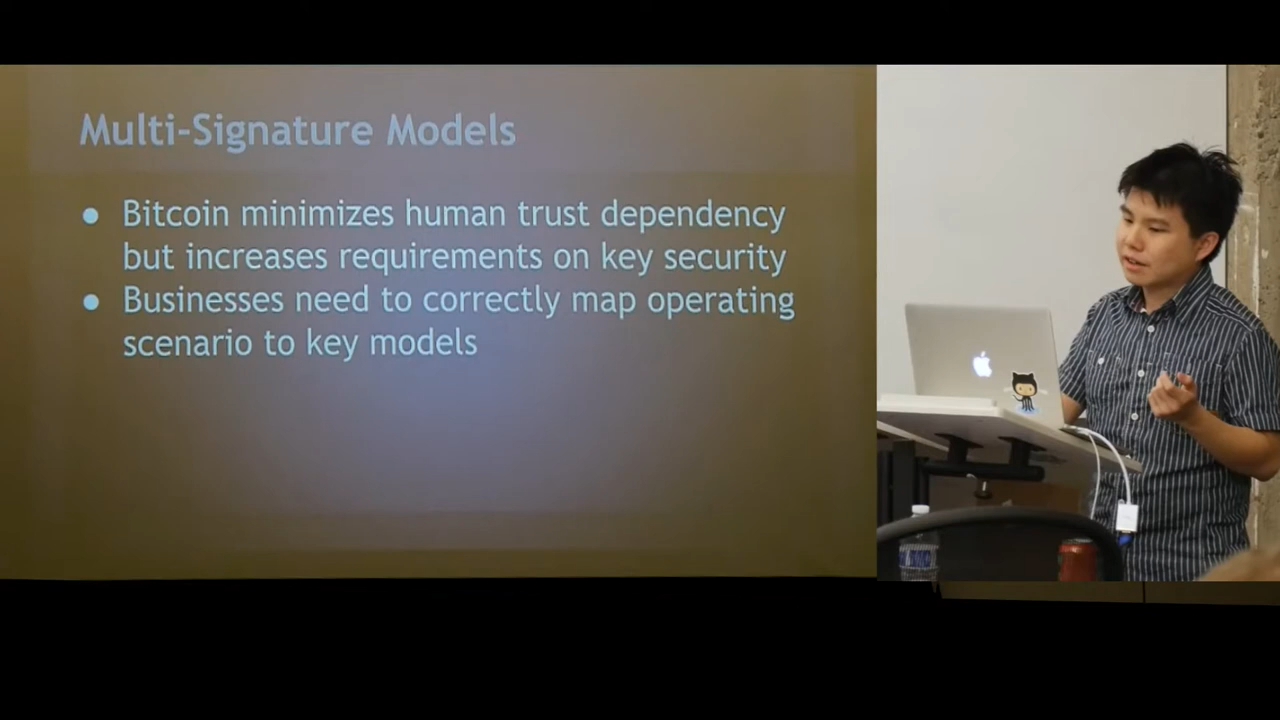 Multi-Signature Models
● Bitcoin minimizes human trust dependency
but increases requirements on key security
● Businesses need to correctly map operating
scenario to key models